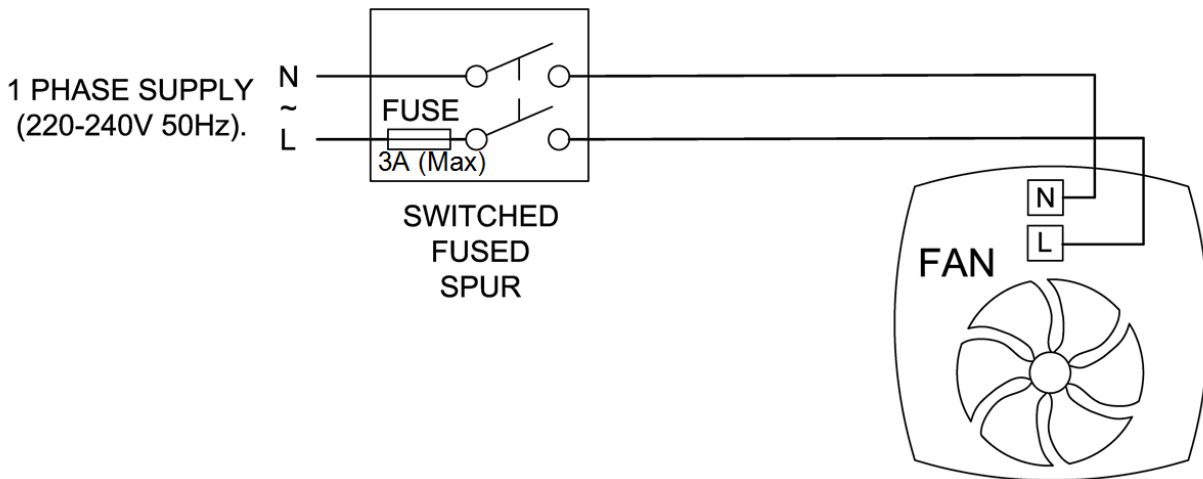 1 PHASE SUPPLY
(220-240V 50Hz).
N
~
L
FUSE
3A (Max)
SWITCHED
FUSED
SPUR
N
L
FAN